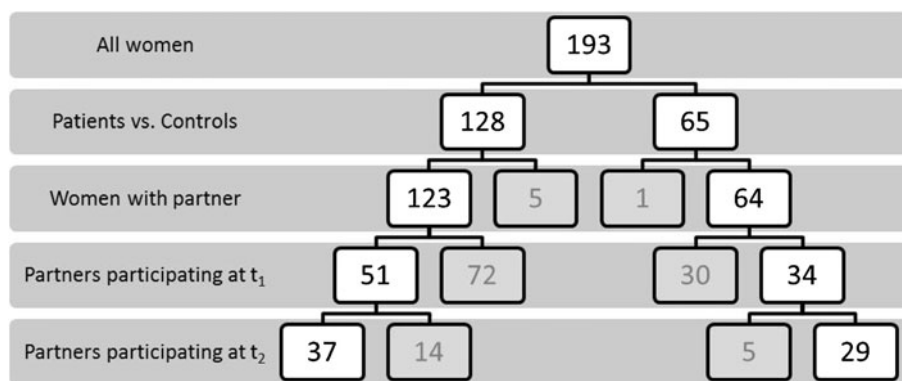 All women 193
Patients vs. Controls 128 65
Women with partner 123 5 1 64
Partners participating at t₁ 51 72 30 34
Partners participating at t₂ 37 14 5 29